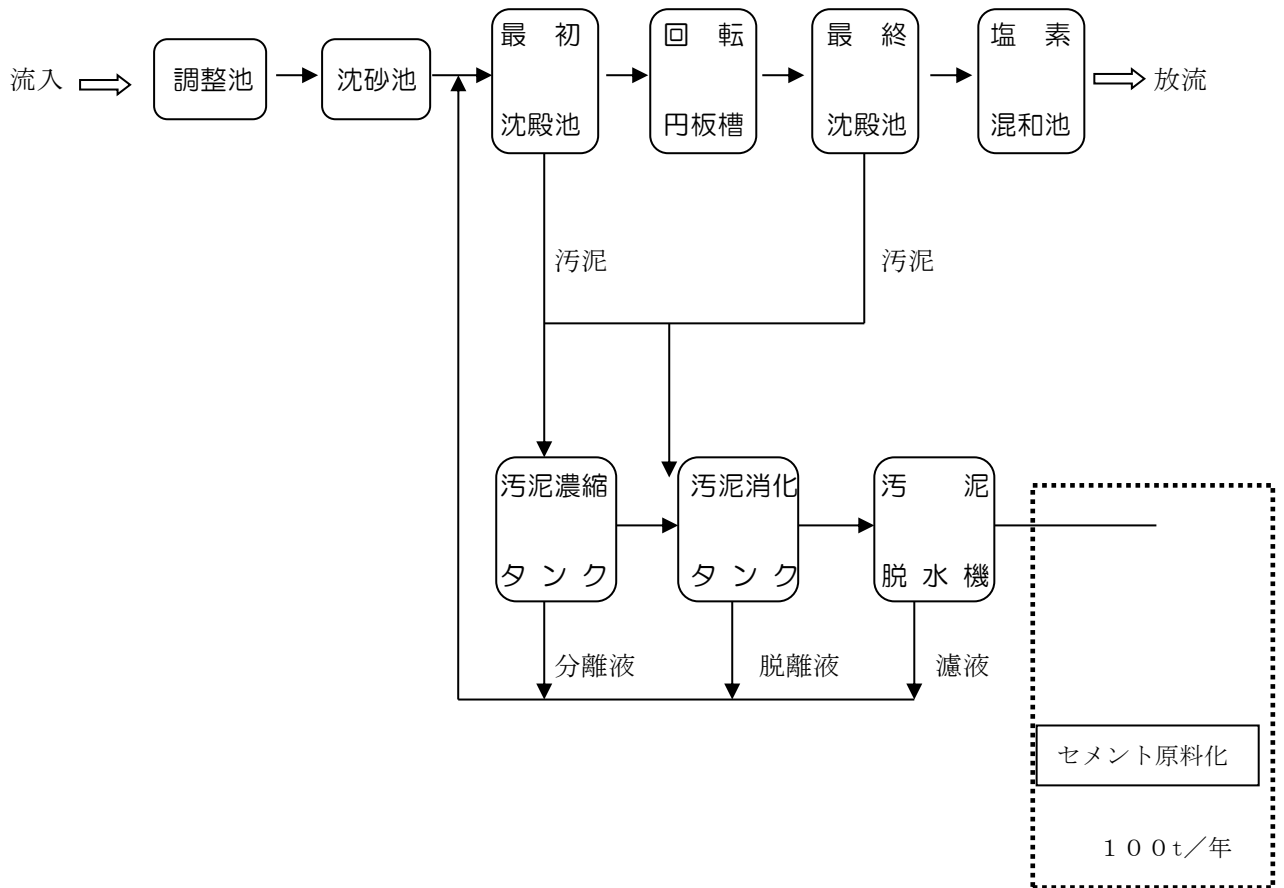 流入
調整池
沈砂池
最 初
沈殿池
回 転
円板槽
最 終
沈殿池
塩 素
混和池
放流
汚泥
汚泥
汚泥濃縮
タ ン ク
汚泥消化
タ ン ク
汚 泥
脱 水 機
分離液
脱離液
濾液
セメント原料化
１００t／年